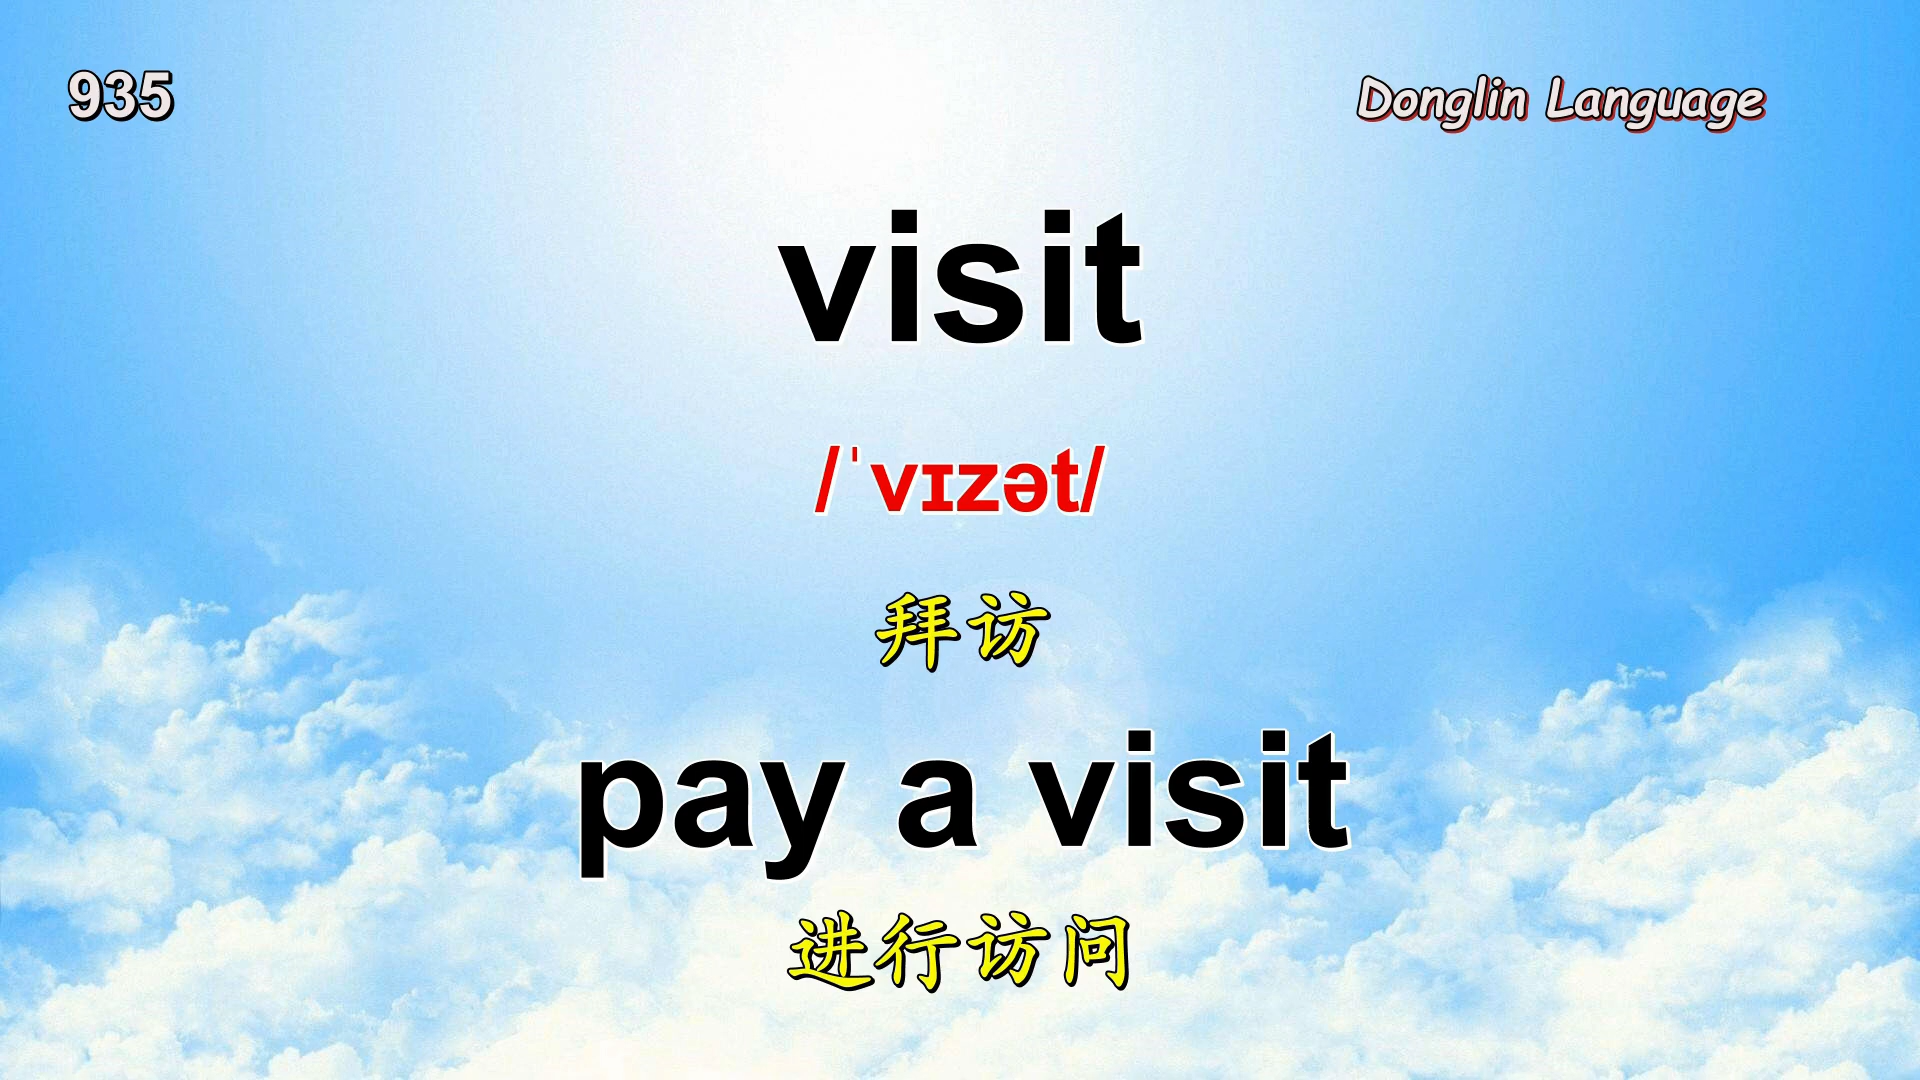 935
Donglin Language
visit
/ˈvɪzət/
拜访
pay a visit
进行访问